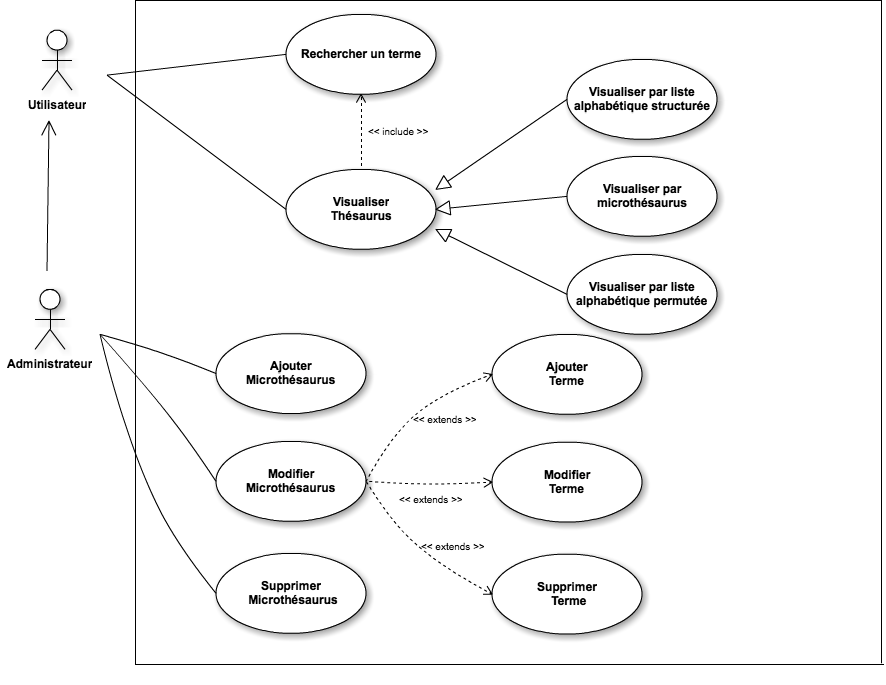 Rechercher un terme
Utilisateur
Visualiser par liste
alphabétique structurée
<< include >>
Visualiser
Thésaurus
Visualiser par
microthésaurus
Visualiser par liste
alphabétique permutée
Administrateur
Ajouter
Microthésaurus
Ajouter
Terme
<< extends >>
Modifier
Microthésaurus
<< extends >>
Modifier
Terme
<< extends >>
Supprimer
Microthésaurus
Supprimer
Terme